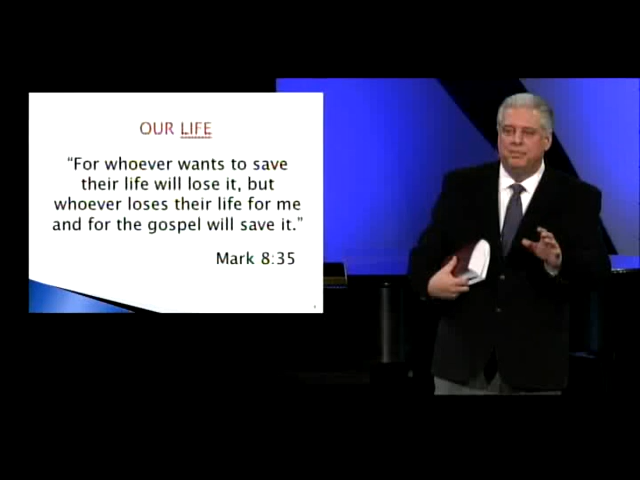 OUR LIFE
“For whoever wants to save
their life will lose it, but
whoever loses their life for me
and for the gospel will save it.”
Mark 8:35